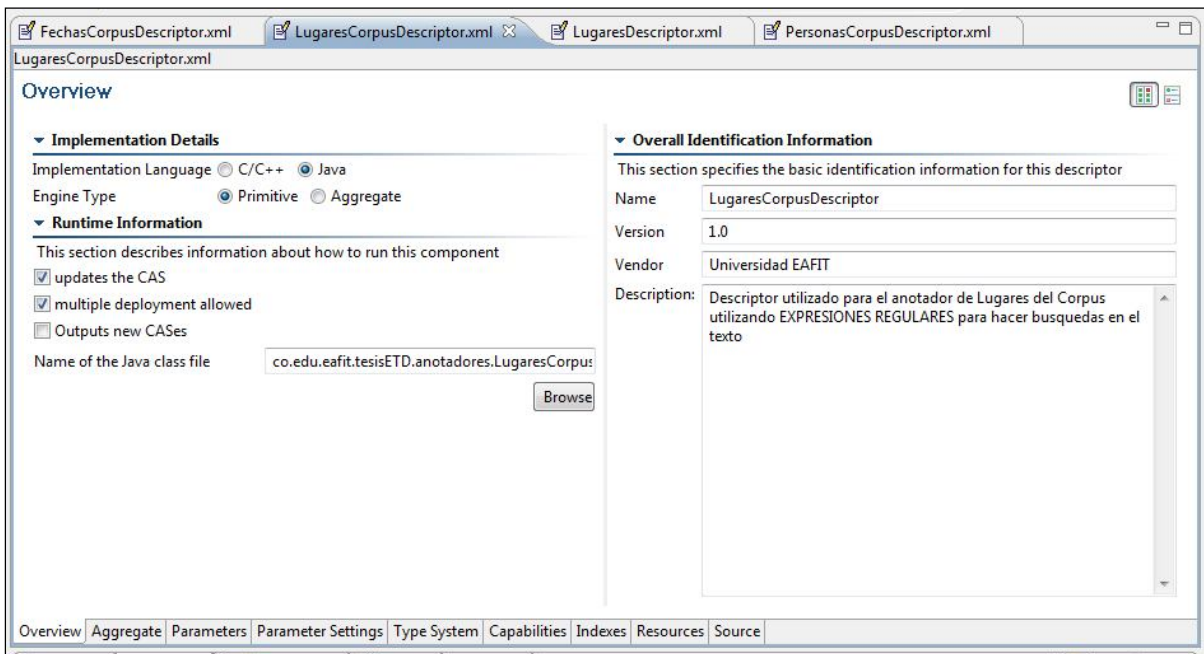 FechasCorpusDescriptor.xml
LugaresCorpusDescriptor.xml
LugaresDescriptor.xml
PersonasCorpusDescriptor.xml
LugaresCorpusDescriptor.xml
Overview
Implementation Details
Implementation Language C/C++ Java
Engine Type Primitive Aggregate
Runtime Information
This section describes information about how to run this component
updates the CAS
multiple deployment allowed
Outputs new CASes
Name of the Java class file co.edu.eafit.tesisETD.anotadores.LugaresCorpus
Browse
Overall Identification Information
This section specifies the basic identification information for this descriptor
Name LugaresCorpusDescriptor
Version 1.0
Vendor Universidad EAFIT
Description: Descriptor utilizado para el anotador de Lugares del Corpus
utilizando EXPRESIONES REGULARES para hacer busquedas en el
texto
Overview Aggregate Parameters Parameter Settings Type System Capabilities Indexes Resources Source